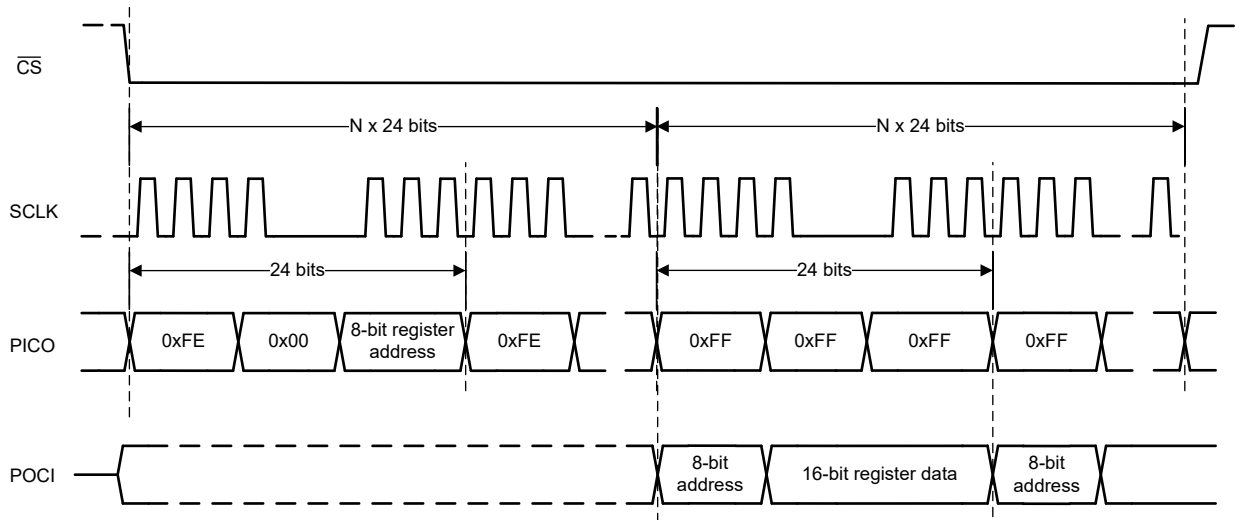 CS
N x 24 bits
N x 24 bits
SCLK
24 bits
24 bits
PICO
0xFE
0x00
8-bit register
address
0xFE
0xFF
0xFF
0xFF
0xFF
POCI
8-bit
address
16-bit register data
8-bit
address